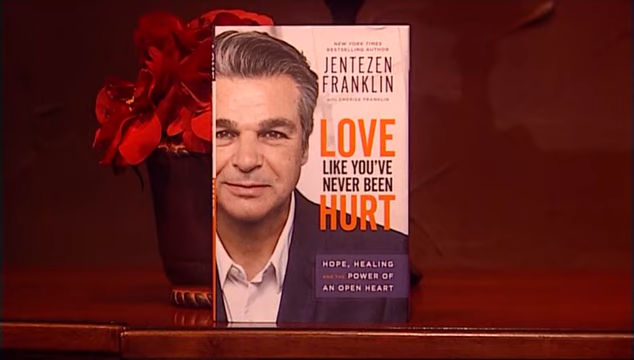 NEW YORK TIMES
BESTSELLING AUTHOR
JENTEZEN
FRANKLIN
WITH CHERISE FRANKLIN
LOVE
LIKE YOU'VE
NEVER BEEN
HURT
HOPE, HEALING
AND THE POWER OF
AN OPEN HEART